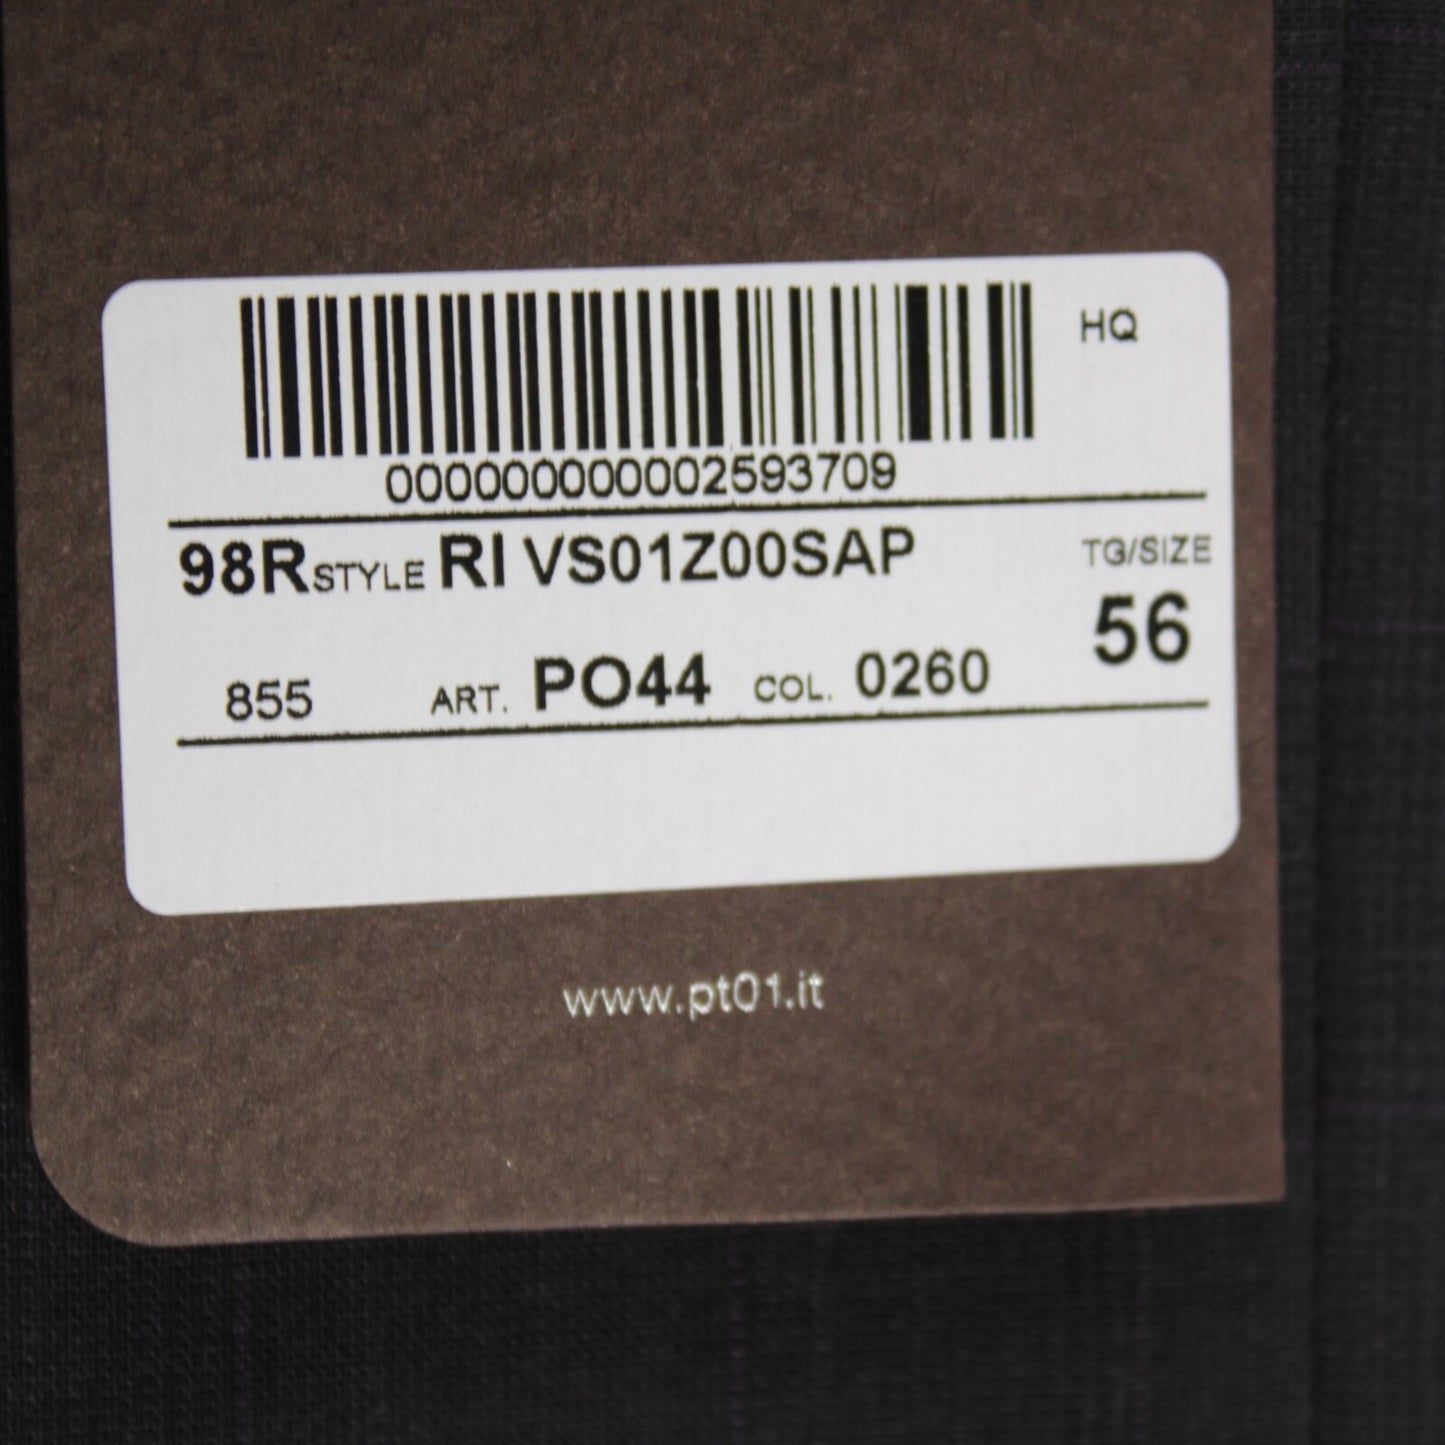 HQ
0000000000002593709
98R STYLE RI VS01Z00SAP TG/SIZE
56
855 ART. PO44 COL. 0260
www.pt01.it